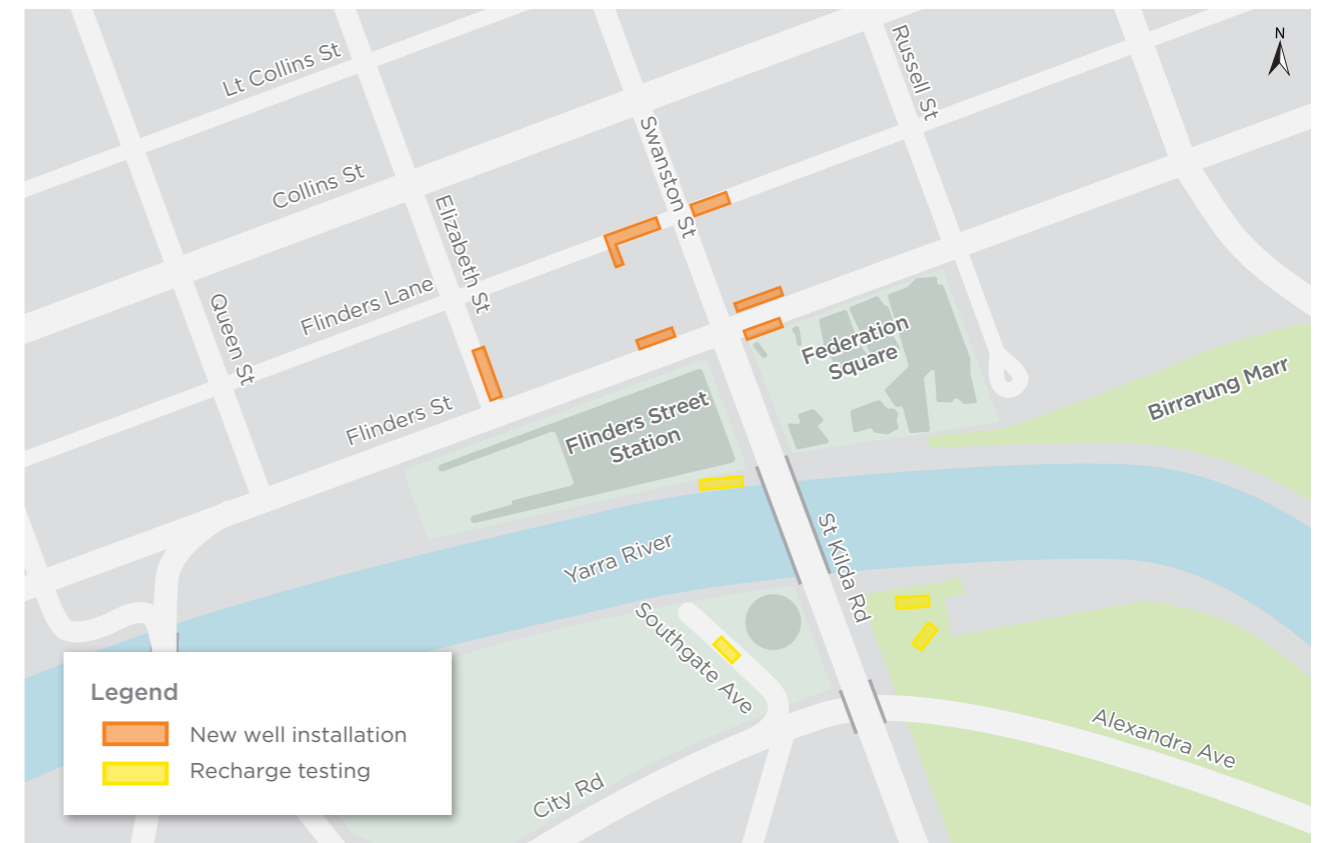 N
Lt Collins St
Russell St
Collins St
Swanston St
Elizabeth St
Flinders Lane
Queen St
Federation
Square
Birrarung Marr
Flinders St
Flinders Street
Station
Yarra River
St Kilda Rd
Southgate Ave
Alexandra Ave
City Rd
Legend
New well installation
Recharge testing